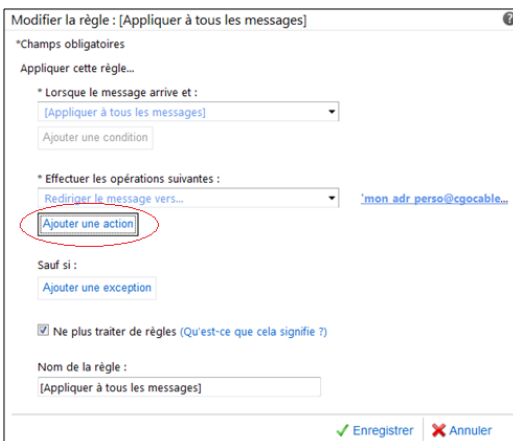 Modifier la règle : [Appliquer à tous les messages]
*Champs obligatoires
Appliquer cette règle...
* Lorsque le message arrive et :
[Appliquer à tous les messages]
Ajouter une condition
* Effectuer les opérations suivantes :
Rediriger le message vers... 'mon adr perso@cgocable...
Ajouter une action
Sauf si :
Ajouter une exception
Ne plus traiter de règles (Qu'est-ce que cela signifie ?)
Nom de la règle :
[Appliquer à tous les messages]
Enregistrer Annuler